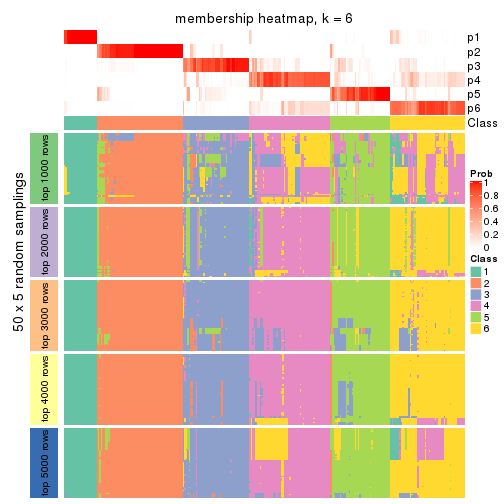 membership heatmap, k = 6
p1
p2
p3
p4
p5
p6
Class
50 x 5 random samplings
top 1000 rows
top 2000 rows
top 3000 rows
top 4000 rows
top 5000 rows
Prob
1
0.8
0.6
0.4
0.2
0
Class
1
2
3
4
5
6